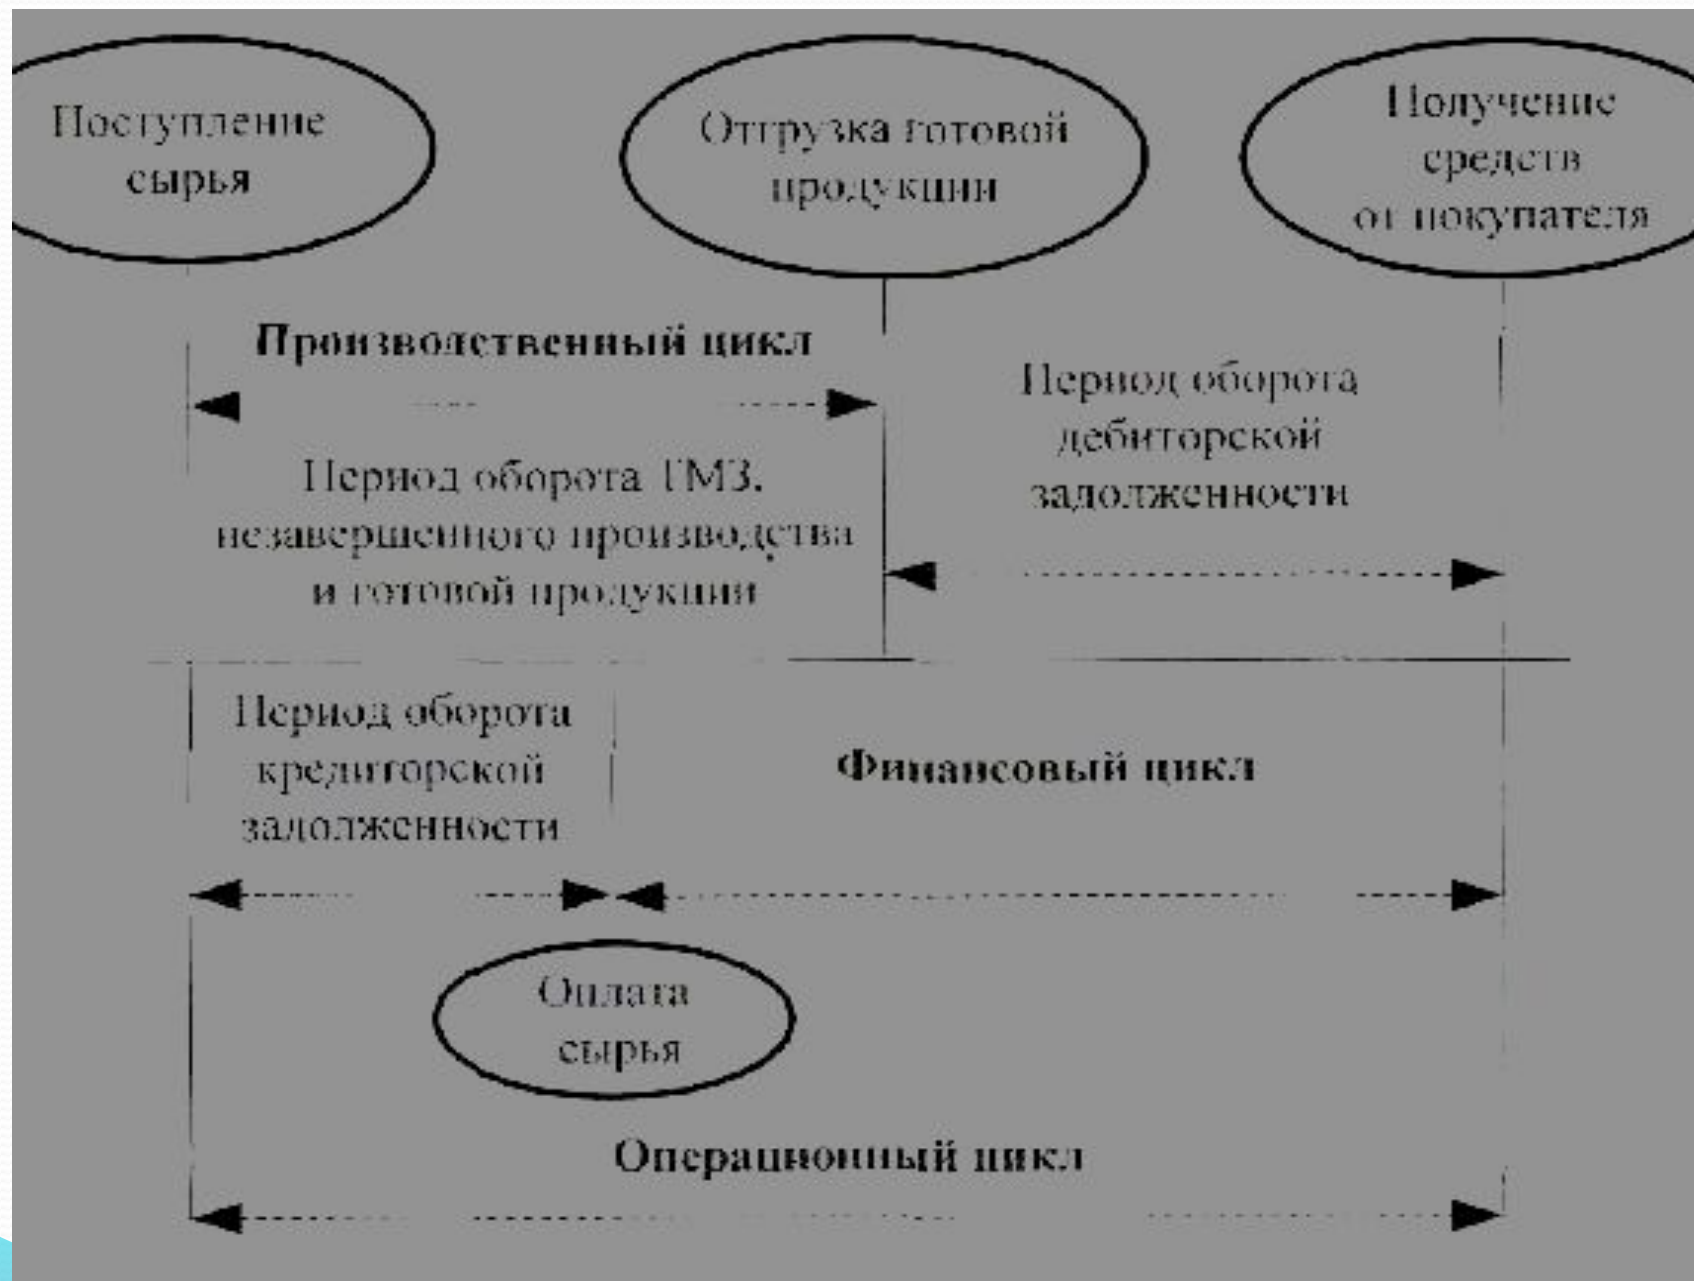 Поступление
сырья
Отгрузка готовой
продукции
Получение
средств
от покупателя
Производственный цикл
Период оборота ТМЗ,
незавершенного производства
и готовой продукции
Период оборота
дебиторской
задолженности
Период оборота
кредиторской
задолженности
Финансовый цикл
Оплата
сырья
Операционный цикл